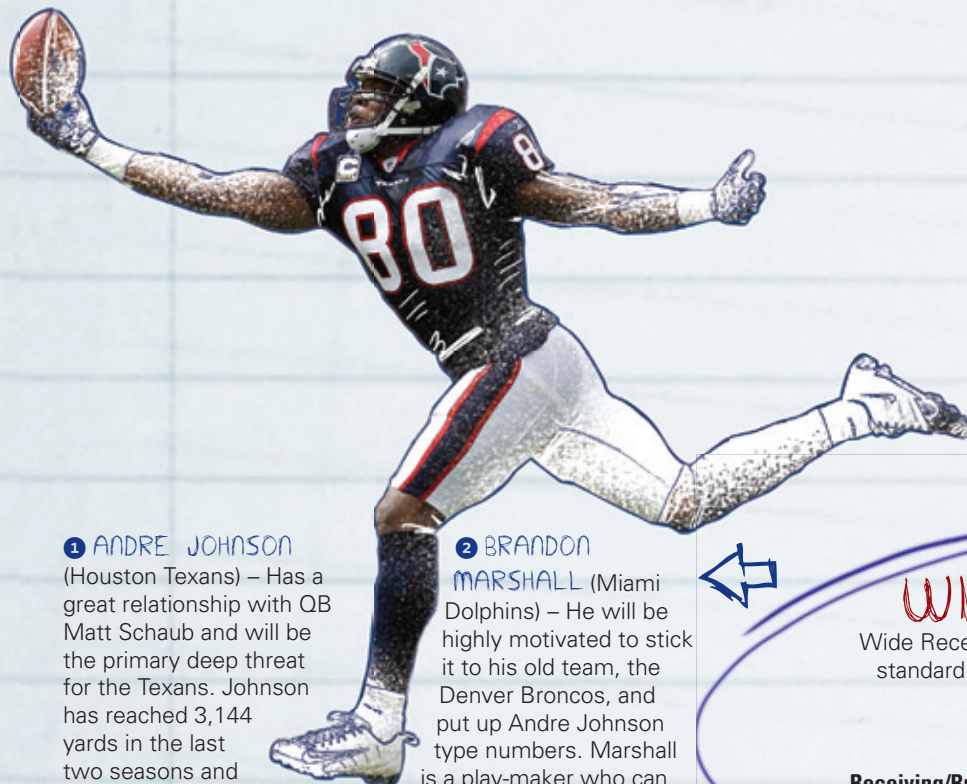 80
80
C
TEXANS
1 ANDRE JOHNSON
(Houston Texans) – Has a
great relationship with QB
Matt Schaub and will be
the primary deep threat
for the Texans. Johnson
has reached 3,144
yards in the last
two seasons and
2 BRANDON
MARSHALL (Miami
Dolphins) – He will be
highly motivated to stick
it to his old team, the
Denver Broncos, and
put up Andre Johnson
type numbers. Marshall
is a play-maker who can
Wide Rece
standard